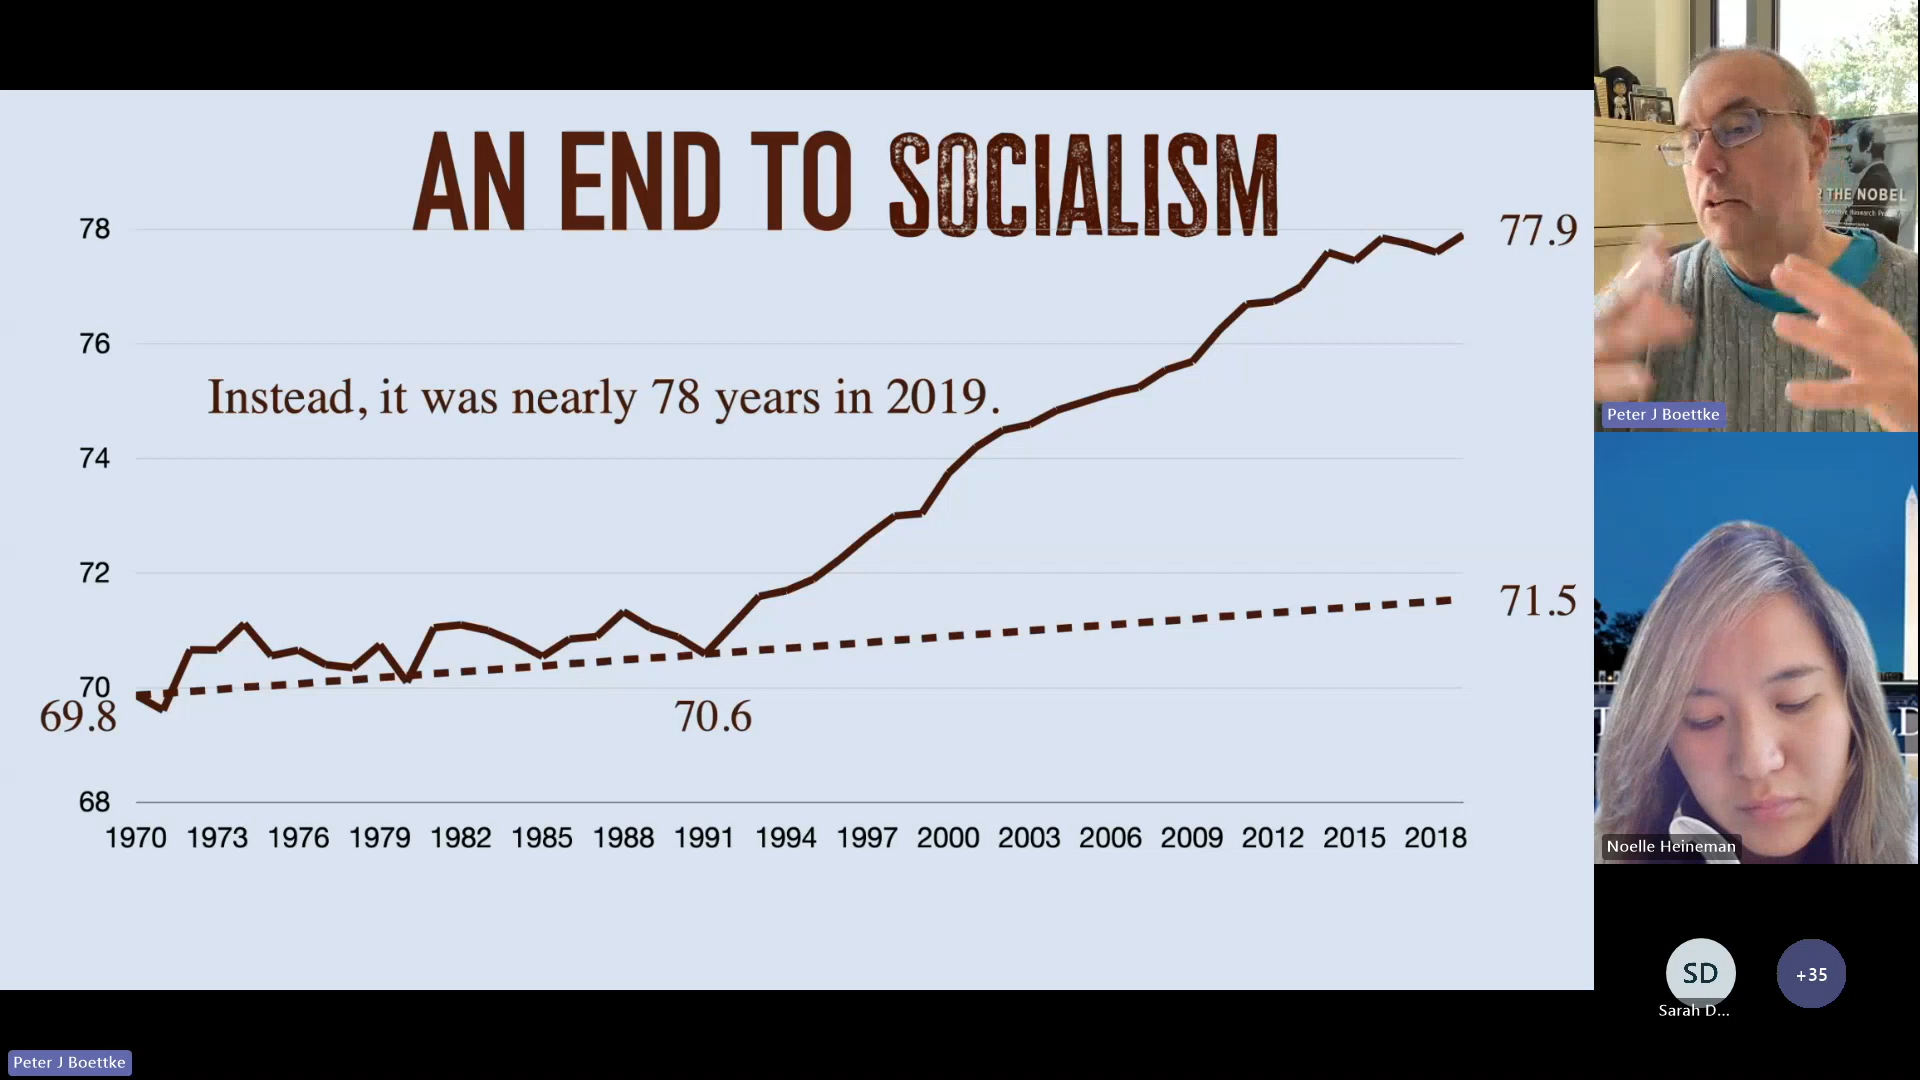 AN END TO SOCIALISM
78
77.9
76
Instead, it was nearly 78 years in 2019.
74
72
71.5
70
69.8
70.6
68
1970 1973 1976 1979 1982 1985 1988 1991 1994 1997 2000 2003 2006 2009 2012 2015 2018
THE NOBEL
Peter J Boettke
Noelle Heineman
SD
Sarah D...
+35
Peter J Boettke